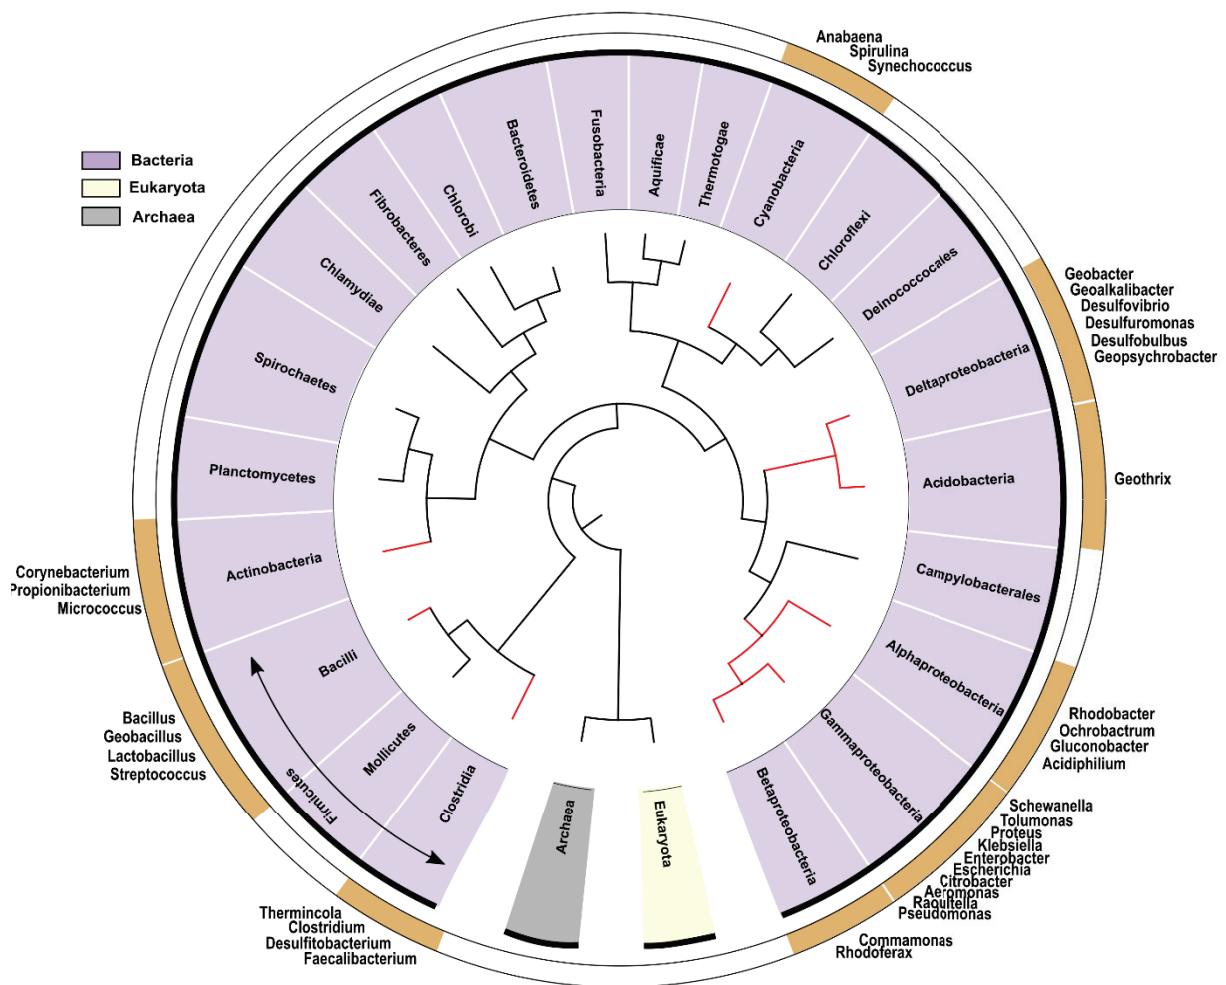 Anabaena
Spirulina
Synechococcus
Bacteria
Eukaryota
Archaea
Fibrobacteres
Chlorobi
Bacteroidetes
Fusobacteria
Aquificae
Thermotogae
Cyanobacteria
Chloroflexi
Deinococcocales
Deltaproteobacteria
Acidobacteria
Campylobacterales
Alphaproteobacteria
Gammaproteobacteria
Betaproteobacteria
Eukaryota
Archaea
Clostridia
Mollicutes
Firmicutes
Bacilli
Actinobacteria
Planctomycetes
Spirochaetes
Chlamydiae
Geobacter
Geoalkalibacter
Desulfovibrio
Desulfuromonas
Desulfobulbus
Geopsychrobacter
Geothrix
Rhodobacter
Ochrobactrum
Gluconobacter
Acidiphilium
Schewanella
Tolumonas
Proteus
Klebsiella
Enterobacter
Escherichia
Citrobacter
Aeromonas
Raoultella
Pseudomonas
Commamonas
Rhodoferax
Thermincola
Clostridium
Desulfitobacterium
Faecalibacterium
Bacillus
Geobacillus
Lactobacillus
Streptococcus
Corynebacterium
Propionibacterium
Micrococcus